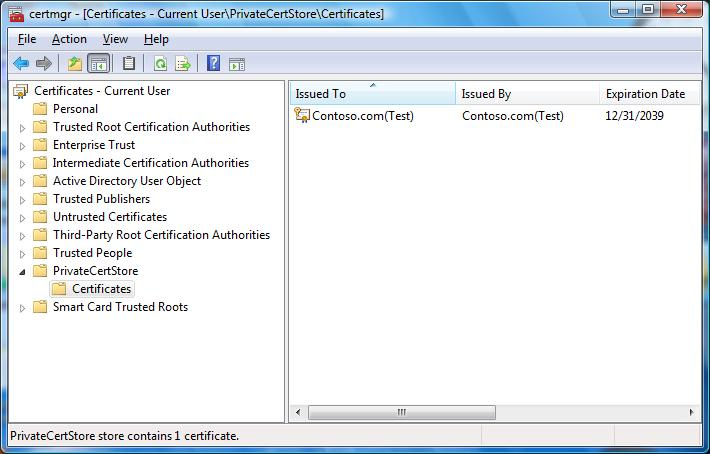 certmgr - [Certificates - Current User\PrivateCertStore\Certificates]
File Action View Help
Certificates - Current User
Personal
Trusted Root Certification Authorities
Enterprise Trust
Intermediate Certification Authorities
Active Directory User Object
Trusted Publishers
Untrusted Certificates
Third-Party Root Certification Authorities
Trusted People
PrivateCertStore
Certificates
Smart Card Trusted Roots
Issued To Issued By Expiration Date
Contoso.com(Test) Contoso.com(Test) 12/31/2039
PrivateCertStore store contains 1 certificate.